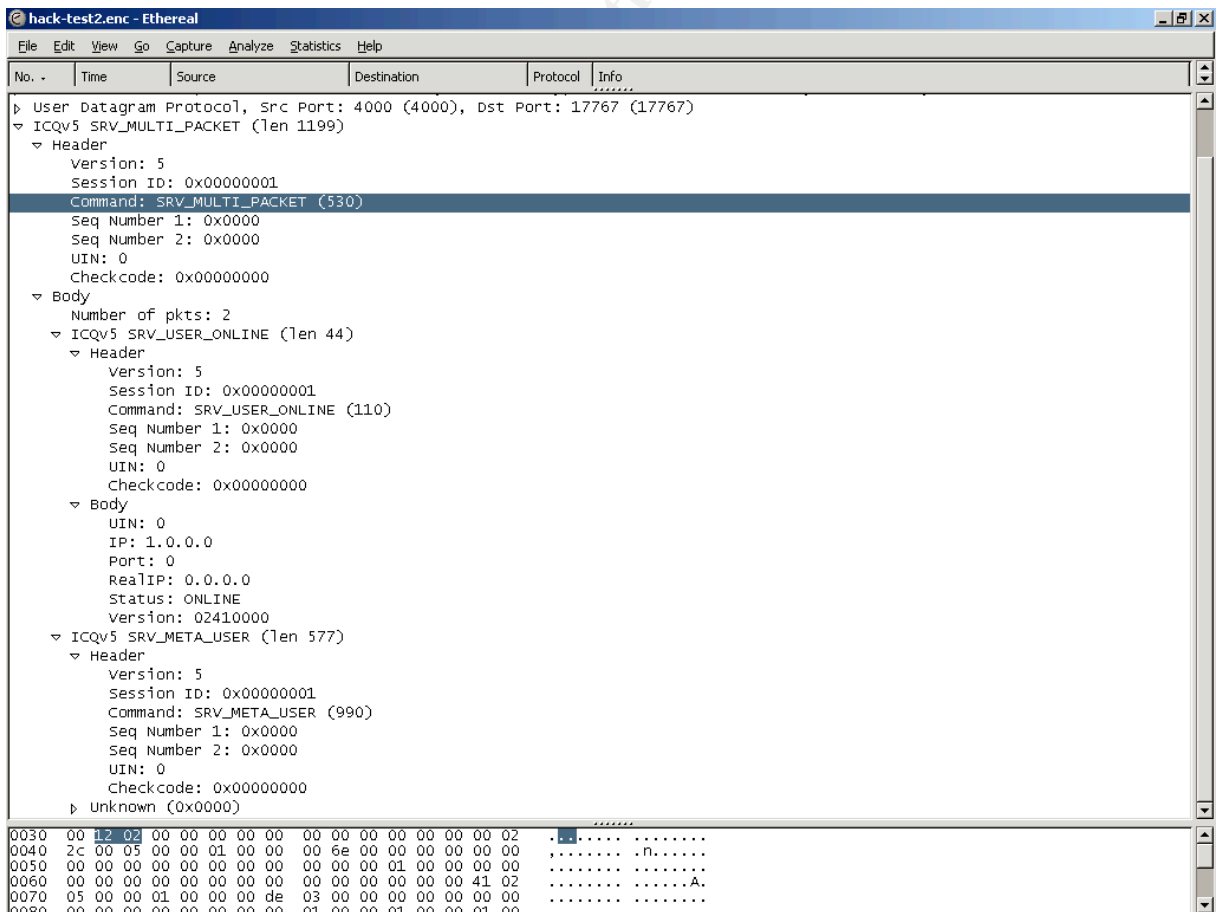 hack-test2.enc - Ethereal
File Edit View Go Capture Analyze Statistics Help
No. Time Source Destination Protocol Info
User Datagram Protocol, Src Port: 4000 (4000), Dst Port: 17767 (17767)
ICQv5 SRV_MULTI_PACKET (len 1199)
Header
Version: 5
Session ID: 0x00000001
Command: SRV_MULTI_PACKET (530)
Seq Number 1: 0x0000
Seq Number 2: 0x0000
UIN: 0
Checkcode: 0x00000000
Body
Number of pkts: 2
ICQv5 SRV_USER_ONLINE (len 44)
Header
Version: 5
Session ID: 0x00000001
Command: SRV_USER_ONLINE (110)
Seq Number 1: 0x0000
Seq Number 2: 0x0000
UIN: 0
Checkcode: 0x00000000
Body
UIN: 0
IP: 1.0.0.0
Port: 0
RealIP: 0.0.0.0
Status: ONLINE
Version: 02410000
ICQv5 SRV_META_USER (len 577)
Header
Version: 5
Session ID: 0x00000001
Command: SRV_META_USER (990)
Seq Number 1: 0x0000
Seq Number 2: 0x0000
UIN: 0
Checkcode: 0x00000000
Unknown (0x0000)
0030 00 12 02 00 00 00 00 00 00 00 00 00 00 00 00 02 ........ ........
0040 2c 00 05 00 00 01 00 00 00 6e 00 00 00 00 00 00 ,....... .n......
0050 00 00 00 00 00 00 00 00 00 00 00 01 00 00 00 00 ........ ........
0060 00 00 00 00 00 00 00 00 00 00 00 00 00 00 41 02 ........ ......A.
0070 05 00 00 01 00 00 00 de 03 00 00 00 00 00 00 00 ........ ........